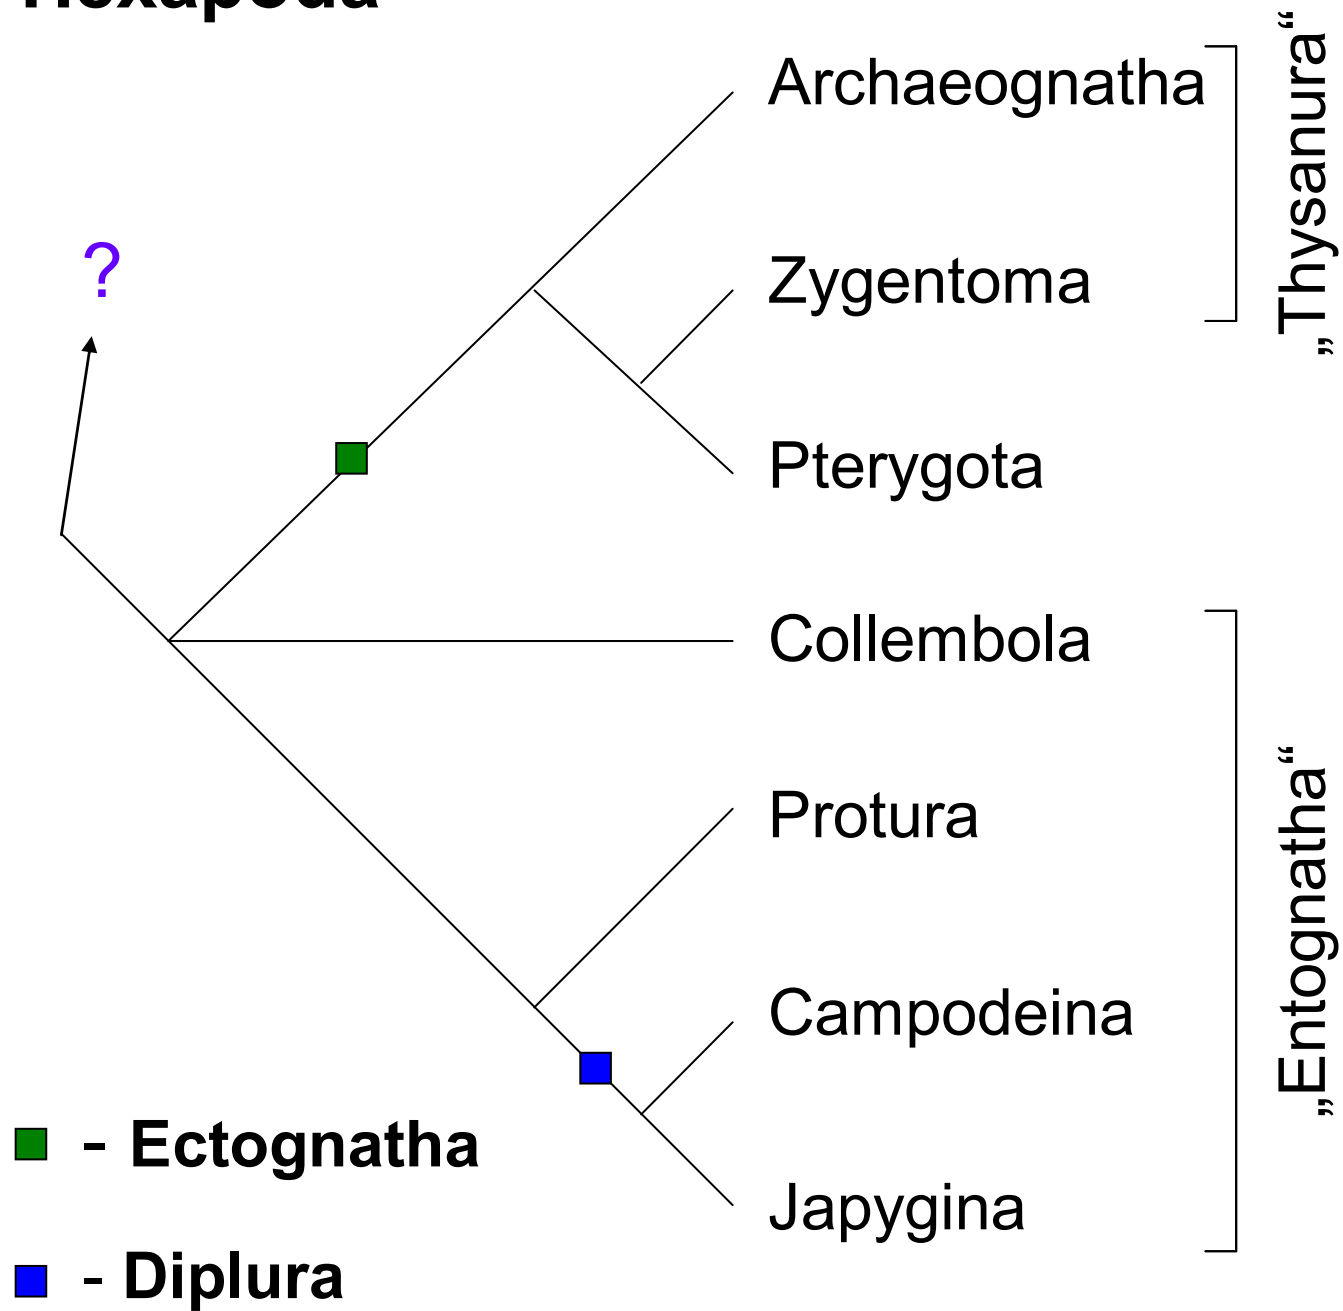 Hexapoda
Archaeognatha
Zygentoma
Pterygota
„Thysanura“
?
Collembola
Protura
Campodeina
Japygina
„Entognatha“
- Ectognatha
- Diplura